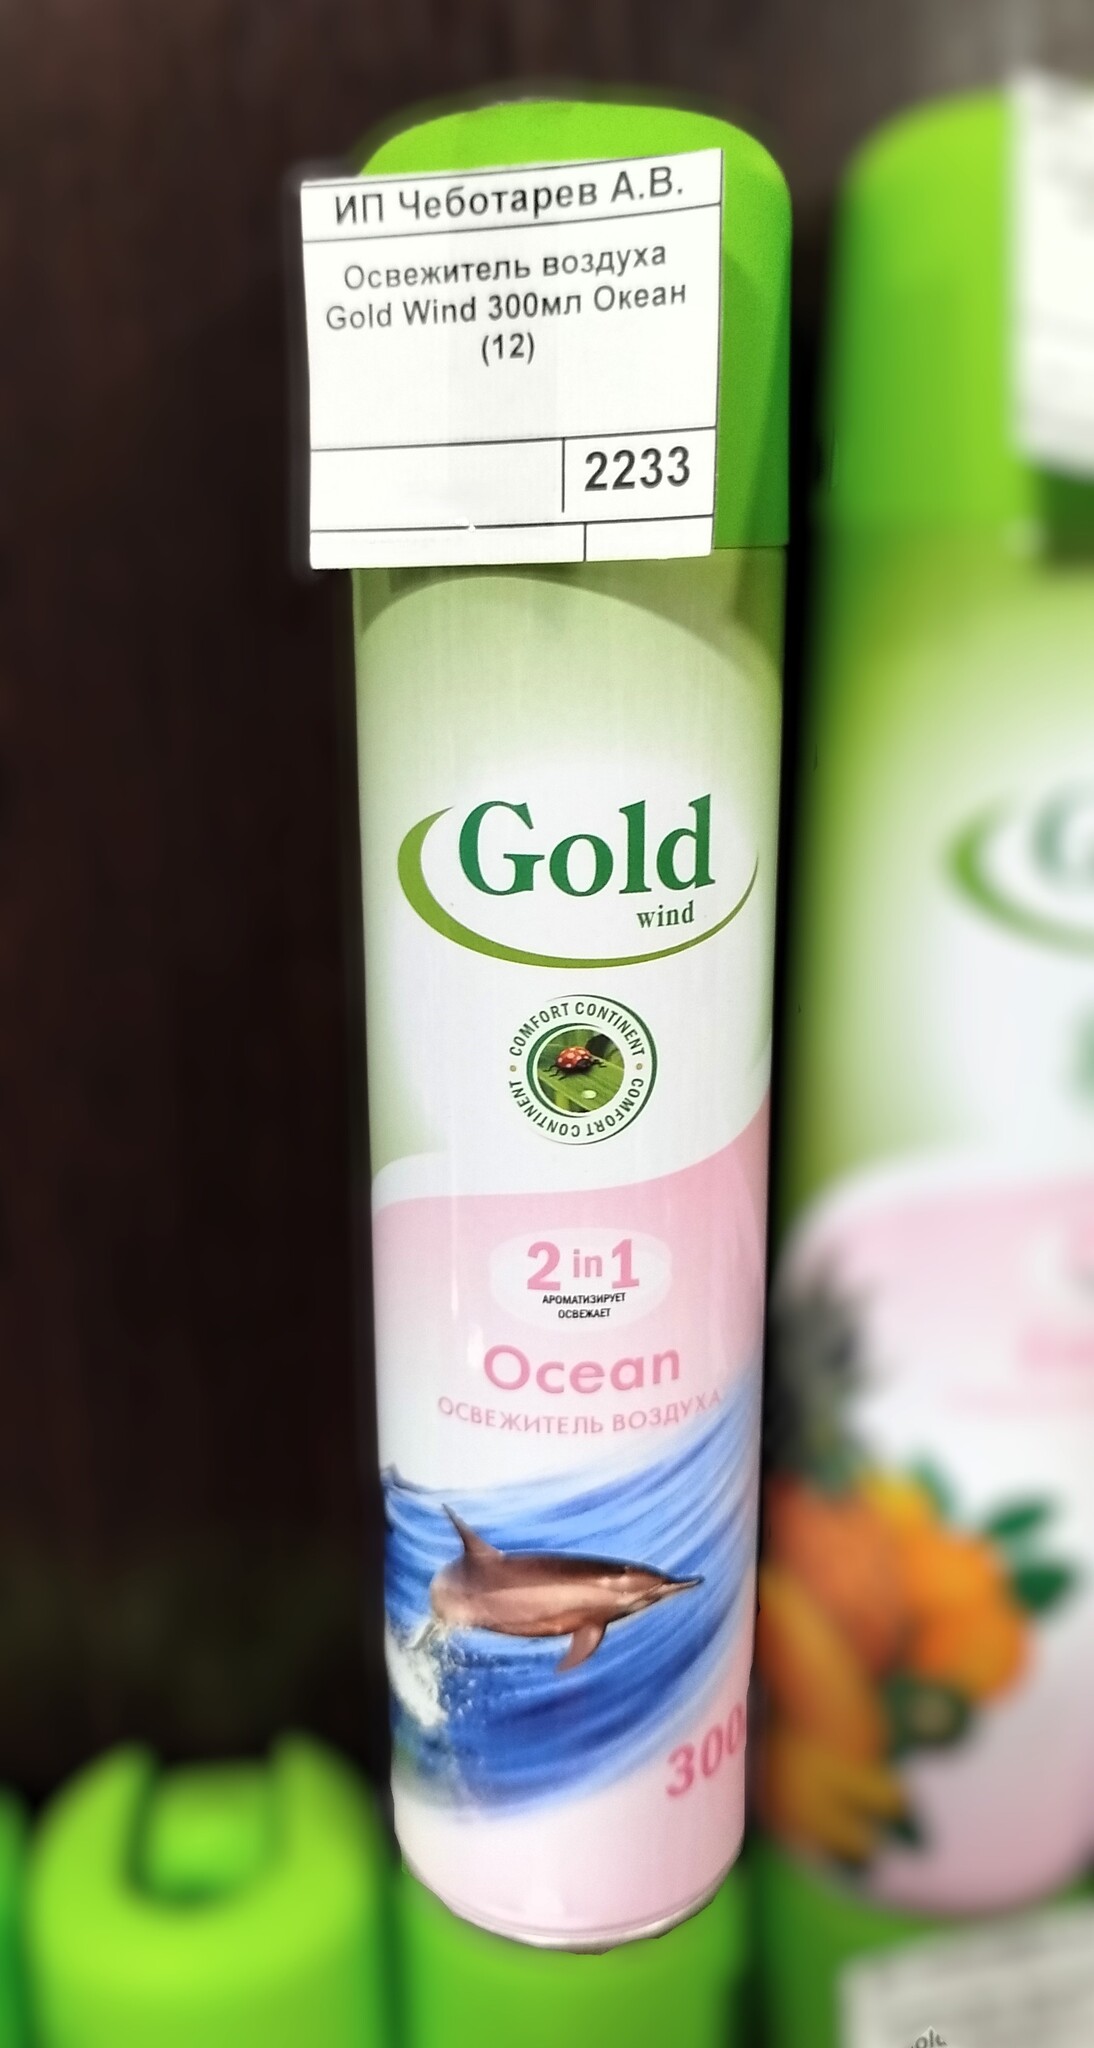 ИП Чеботарев А.В.
Освежитель воздуха
Gold Wind 300мл Океан
(12)
2233
Gold
wind
COMFORT CONTINENT • COMFORT CONTINENT •
2 in 1
АРОМАТИЗИРУЕТ
ОСВЕЖАЕТ
Ocean
ОСВЕЖИТЕЛЬ ВОЗДУХА
300